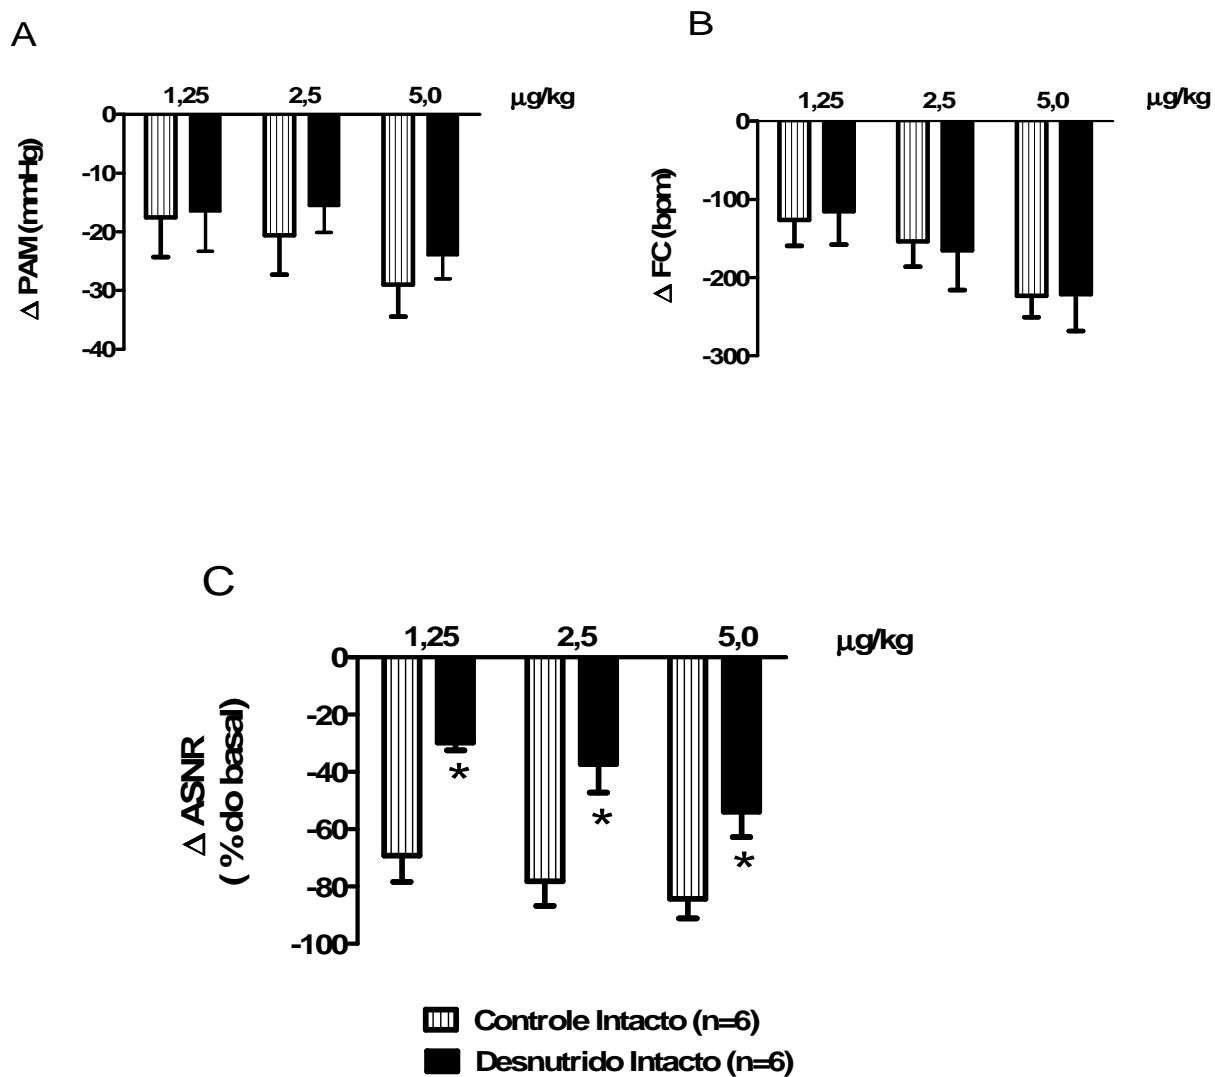 A
1,25 2,5 5,0 μg/kg
0
-10
-20
-30
-40
Δ PAM (mmHg)
B
1,25 2,5 5,0 μg/kg
0
-100
-200
-300
Δ FC (bpm)
C
1,25 2,5 5,0 μg/kg
0
-20
-40
-60
-80
-100
Δ ASNR
(% do basal)
*
*
*
Controle Intacto (n=6)
Desnutrido Intacto (n=6)